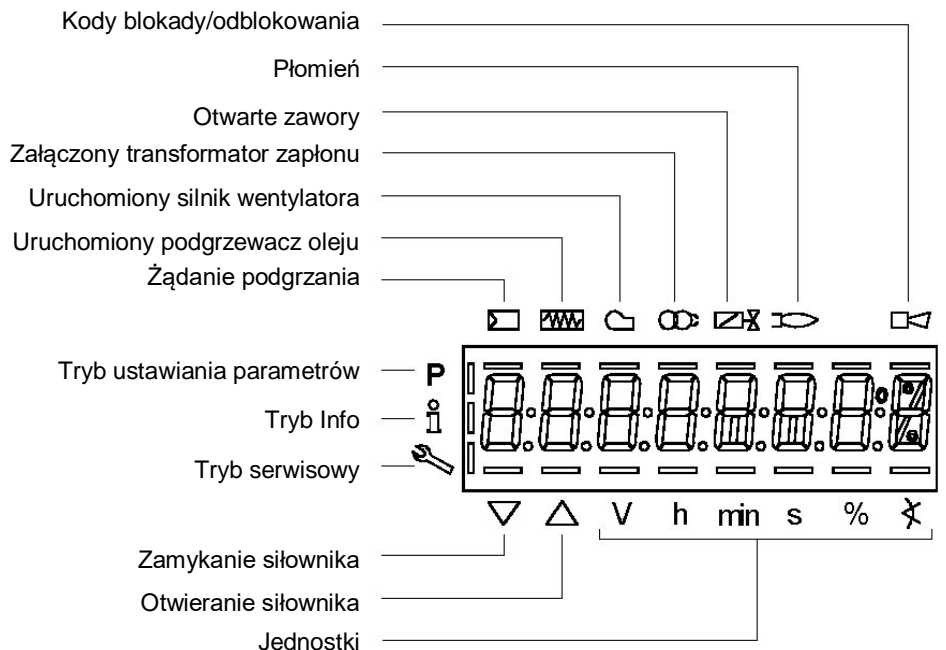 Kody blokady/odblokowania
Płomień
Otwarte zawory
Załączony transformator zapłonu
Uruchomiony silnik wentylatora
Uruchomiony podgrzewacz oleju
Żądanie podgrzania
Tryb ustawiania parametrów P
Tryb Info i
Tryb serwisowy
V h min s %
Zamykanie siłownika
Otwieranie siłownika
Jednostki